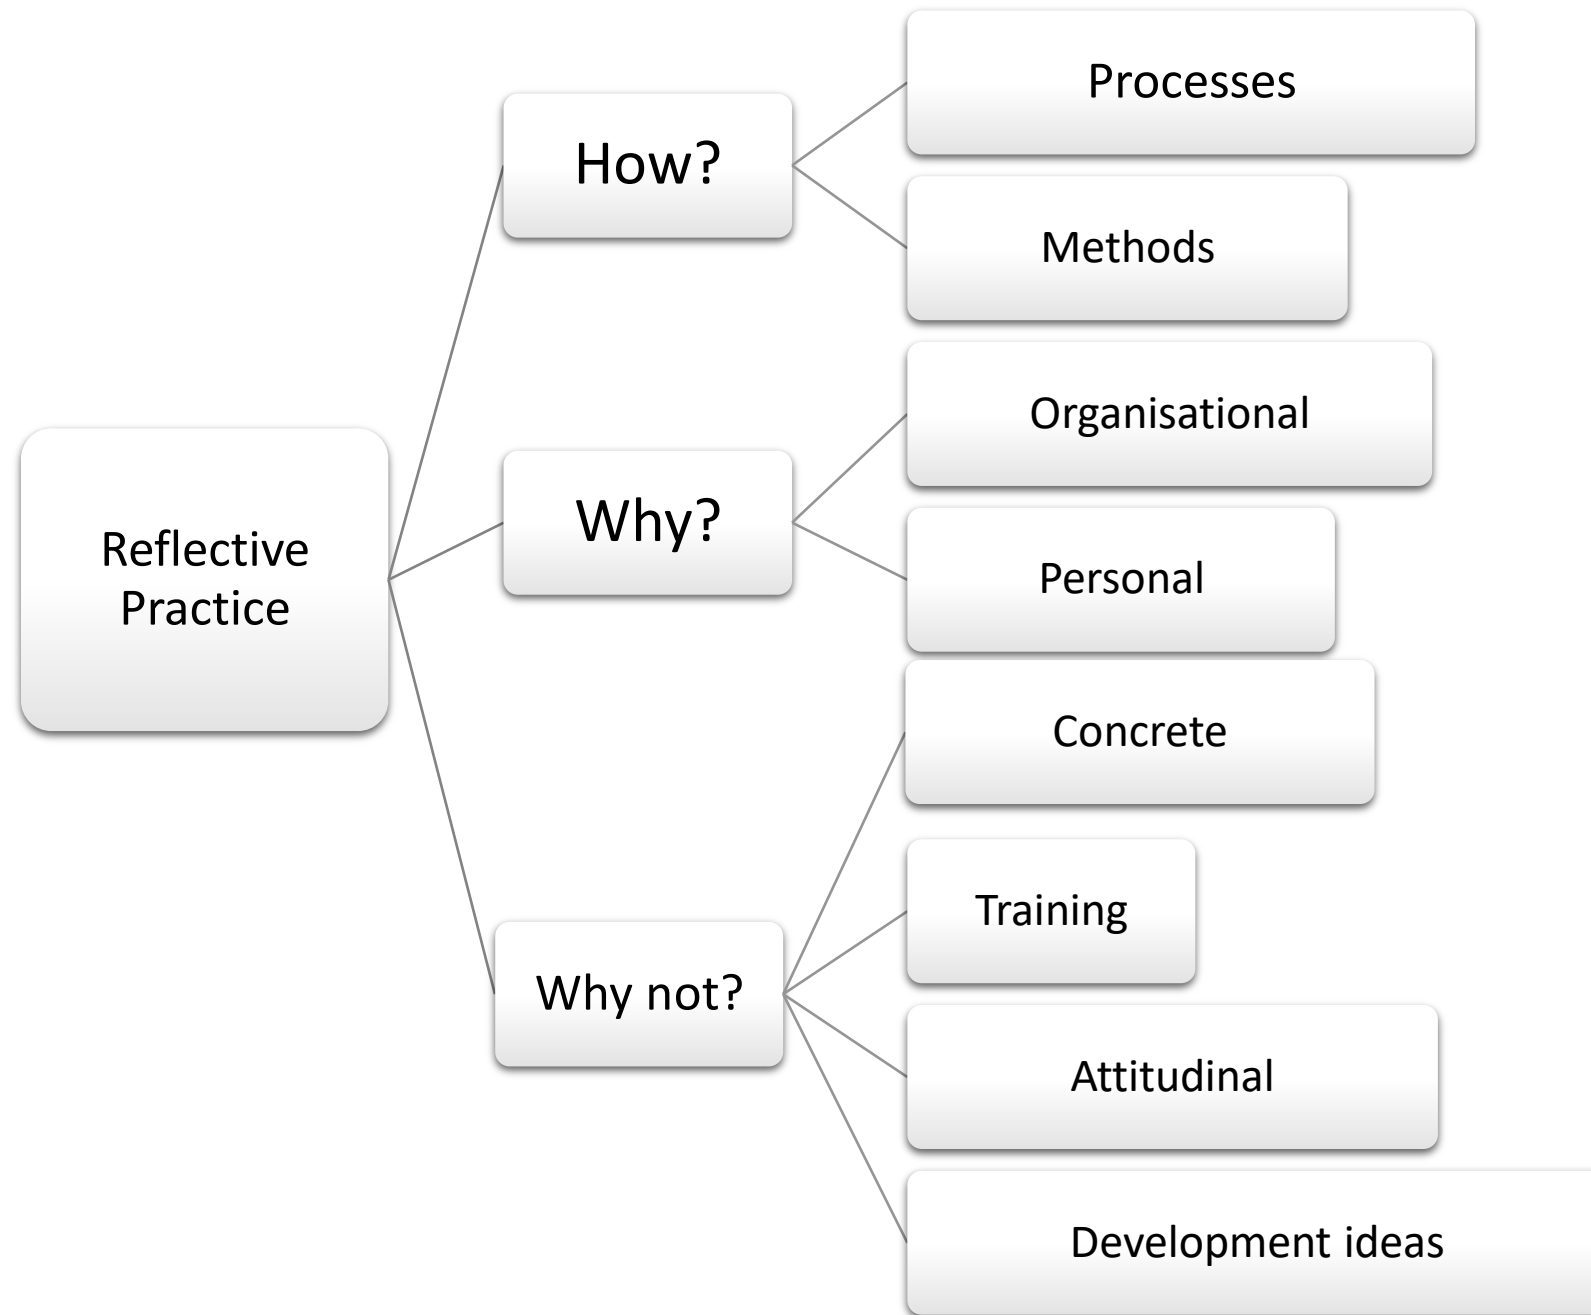 Reflective
Practice
How?
Processes
Methods
Why?
Organisational
Personal
Why not?
Concrete
Training
Attitudinal
Development ideas